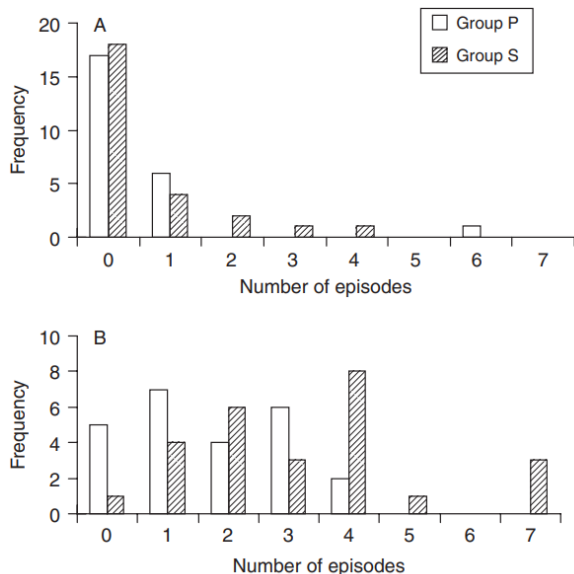 A
Group P
Group S
Frequency
20
15
10
5
0
0 1 2 3 4 5 6 7
Number of episodes
B
Frequency
10
8
6
4
2
0
0 1 2 3 4 5 6 7
Number of episodes